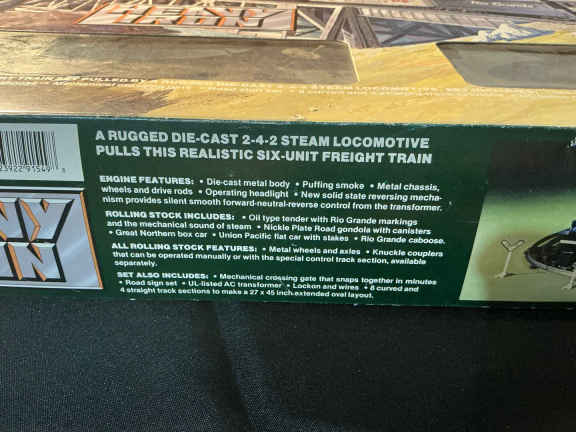 Rio Grande
A RUGGED DIE-CAST 2-4-2 STEAM LOCOMOTIVE
PULLS THIS REALISTIC SIX-UNIT FREIGHT TRAIN
ENGINE FEATURES: • Die-cast metal body • Puffing smoke • Metal chassis,
wheels and drive rods • Operating headlight • New solid state reversing mecha-
nism provides silent smooth forward-neutral-reverse control from the transformer.
ROLLING STOCK INCLUDES: • Oil type tender with Rio Grande markings
and the mechanical sound of steam • Nickle Plate Road gondola with canisters
• Great Northern box car • Union Pacific flat car with stakes • Rio Grande caboose.
ALL ROLLING STOCK FEATURES: • Metal wheels and axles • Knuckle couplers
that can be operated manually or with the special control track section, available
separately.
SET ALSO INCLUDES: • Mechanical crossing gate that snaps together in minutes
• Road sign set • UL-listed AC transformer • Lockon and wires • 8 curved and
4 straight track sections to make a 27 x 45 inch extended oval layout.